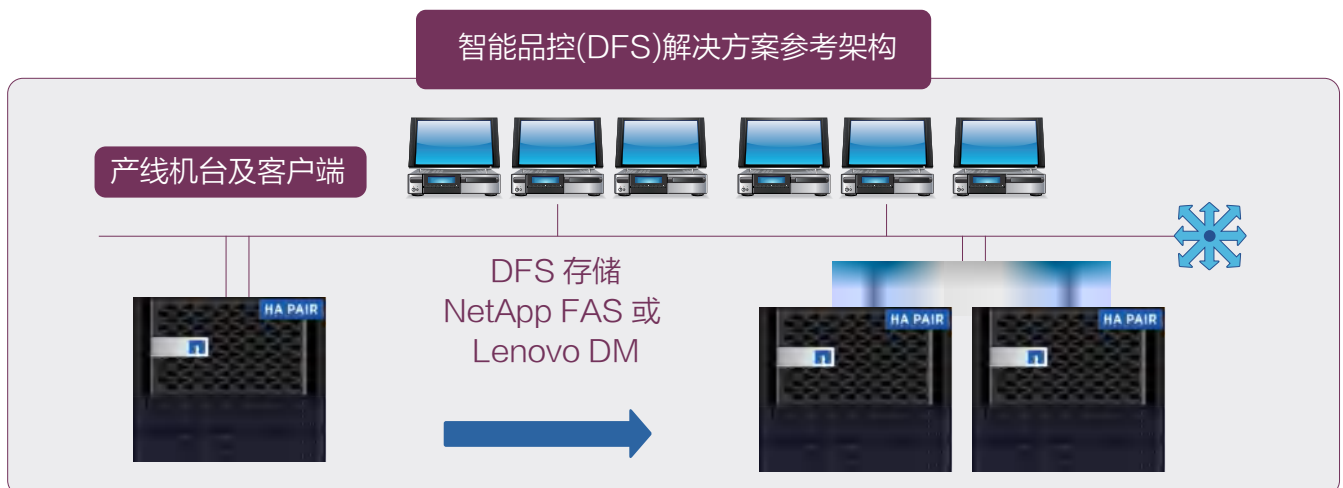 智能品控(DFS)解决方案参考架构
产线机台及客户端
DFS 存储
NetApp FAS 或
Lenovo DM
HA PAIR
HA PAIR
HA PAIR